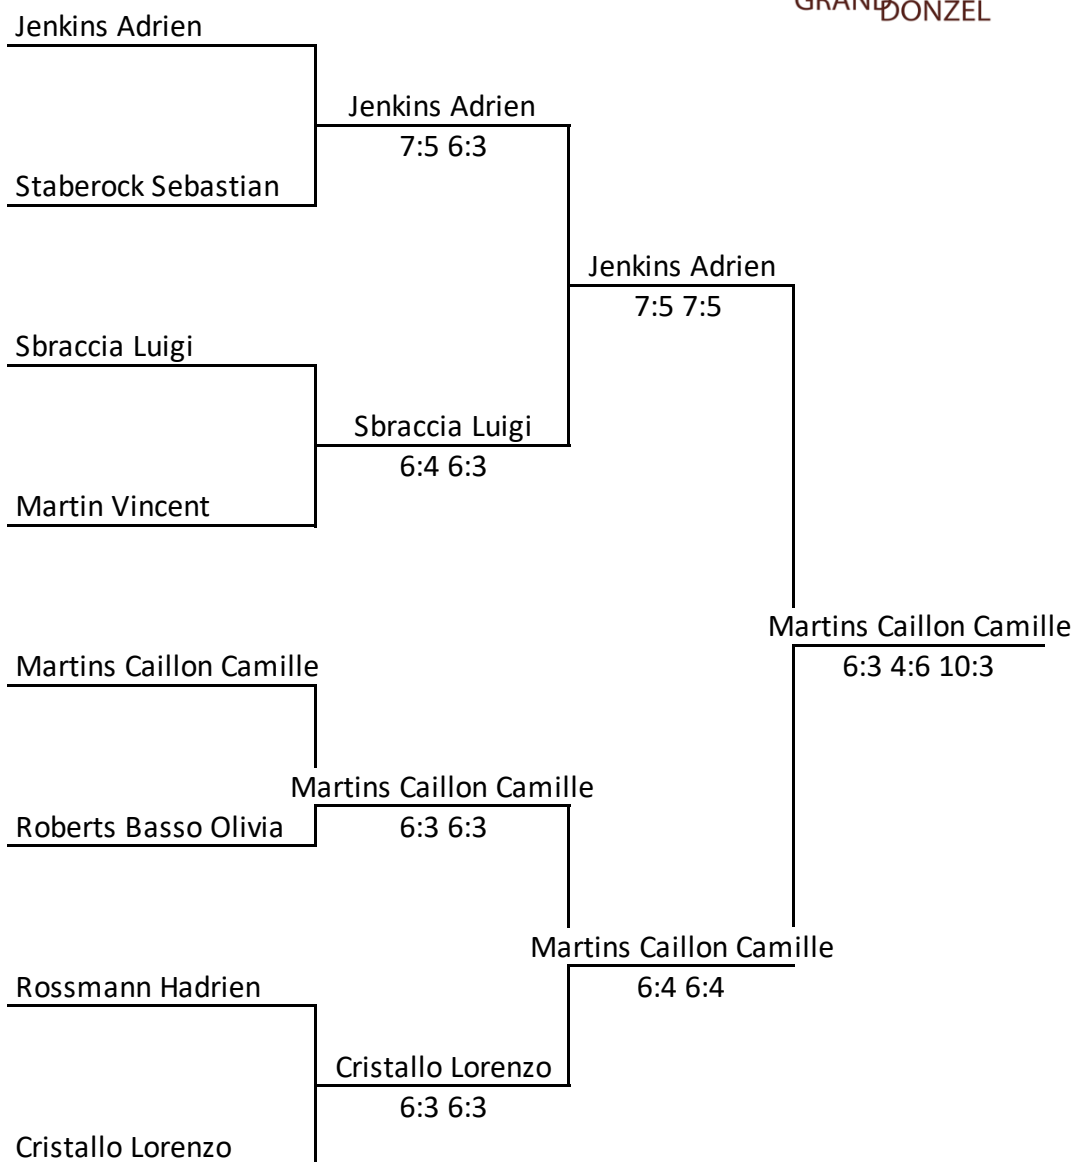 GRAND
DONZEL
Jenkins Adrien
Jenkins Adrien
7:5 6:3
Staberock Sebastian
Jenkins Adrien
7:5 7:5
Sbraccia Luigi
Sbraccia Luigi
6:4 6:3
Martin Vincent
Martins Caillon Camille
6:3 4:6 10:3
Martins Caillon Camille
Martins Caillon Camille
6:3 6:3
Roberts Basso Olivia
Martins Caillon Camille
6:4 6:4
Rossmann Hadrien
Cristallo Lorenzo
6:3 6:3
Cristallo Lorenzo